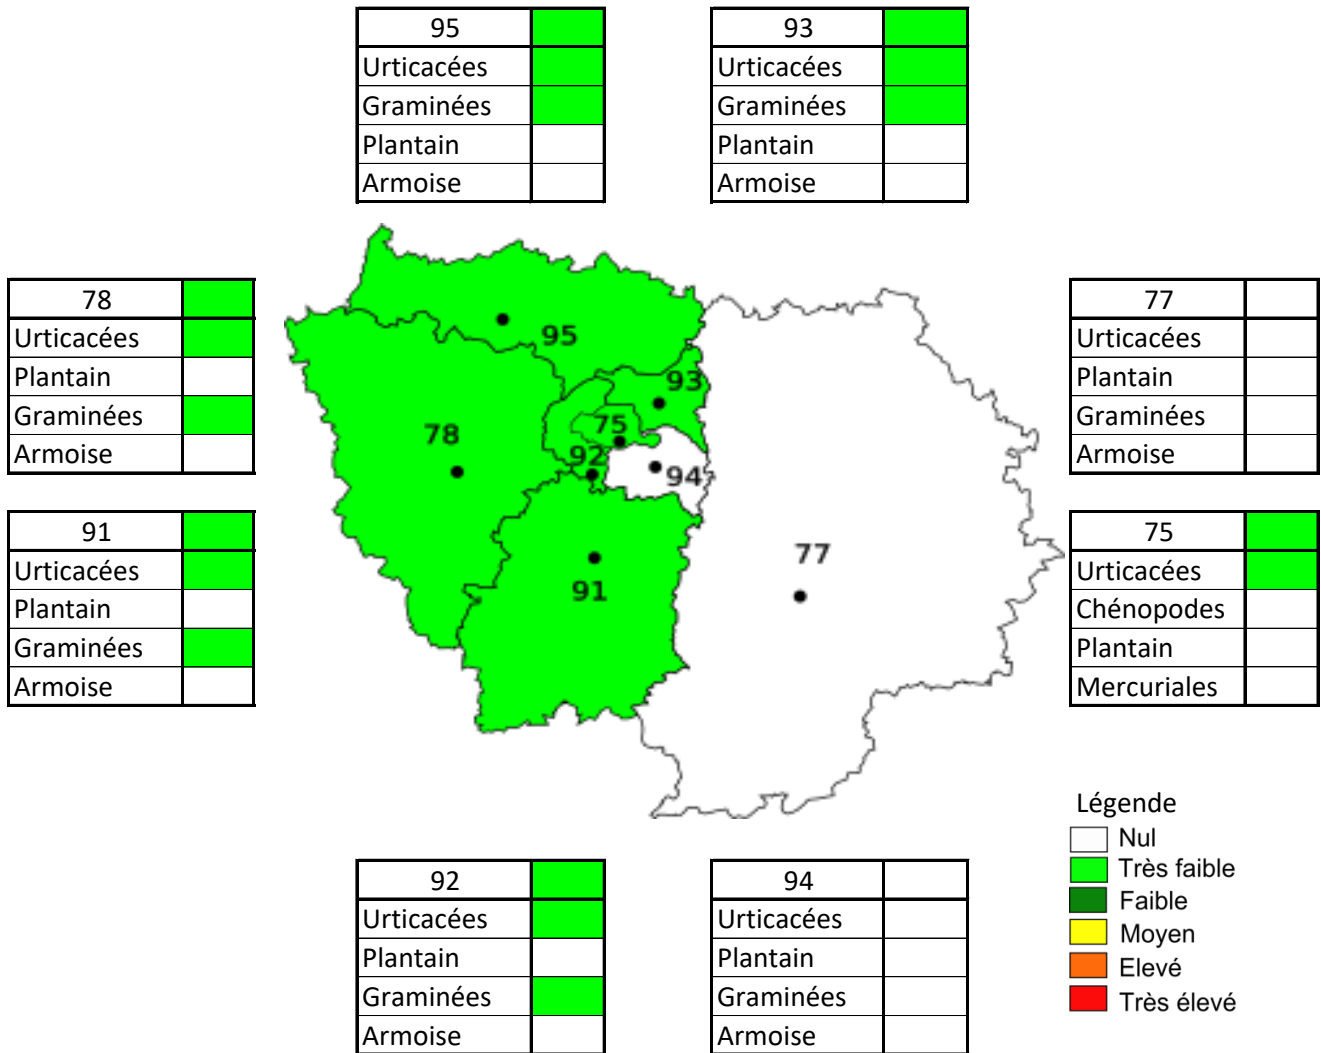 95
Urticacées
Graminées
Plantain
Armoise
93
Urticacées
Graminées
Plantain
Armoise
78
Urticacées
Plantain
Graminées
Armoise
91
Urticacées
Plantain
Graminées
Armoise
95
93
75
78
92
94
77
91
77
Urticacées
Plantain
Graminées
Armoise
75
Urticacées
Chénopodes
Plantain
Mercuriales
92
Urticacées
Plantain
Graminées
Armoise
94
Urticacées
Plantain
Graminées
Armoise
Légende
Nul
Très faible
Faible
Moyen
Elevé
Très élevé